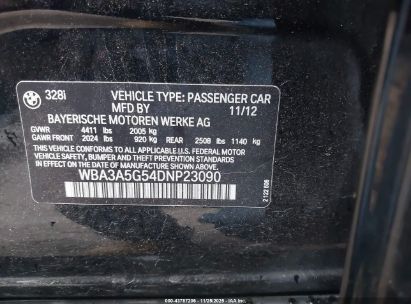 328i VEHICLE TYPE: PASSENGER CAR
MFD BY 11/12
BAYERISCHE MOTOREN WERKE AG
GVWR 4411 lbs 2005 kg
GAWR FRONT 2024 lbs 920 kg REAR 2508 lbs 1140 kg
THIS VEHICLE CONFORMS TO ALL APPLICABLE FEDERAL
MOTOR VEHICLE SAFETY, BUMPER, AND THEFT PREVENTION
STANDARDS IN EFFECT ON THE DATE OF MANUFACTURE
SHOWN ABOVE.
WBA3A5G54DNP23090